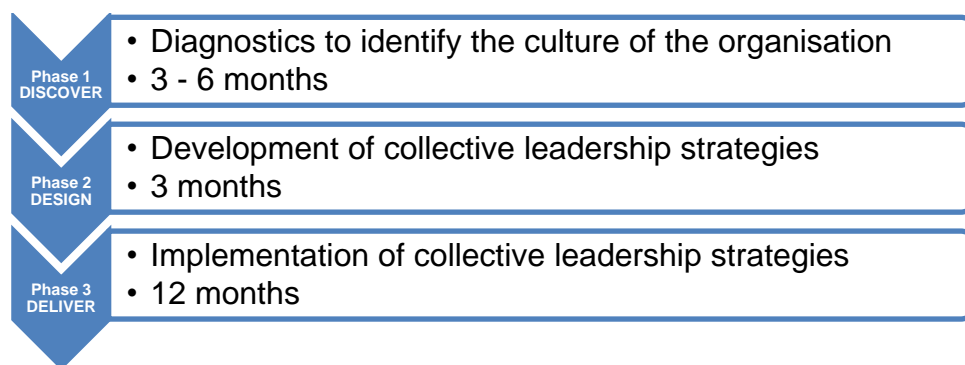 Phase 1
DISCOVER
• Diagnostics to identify the culture of the organisation
• 3 - 6 months
Phase 2
DESIGN
• Development of collective leadership strategies
• 3 months
Phase 3
DELIVER
• Implementation of collective leadership strategies
• 12 months